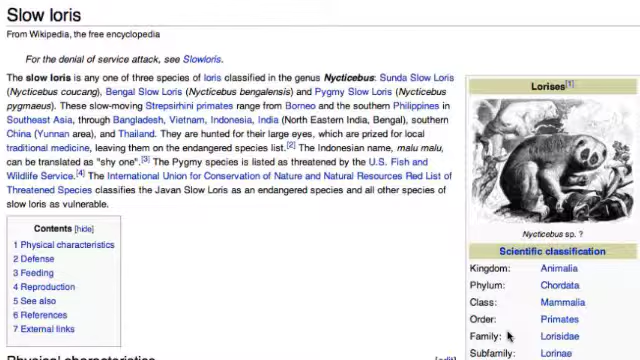 Slow loris
From Wikipedia, the free encyclopedia
For the denial of service attack, see Slowloris.
The slow loris is any one of three species of loris classified in the genus Nycticebus: Sunda Slow Loris
(Nycticebus coucang), Bengal Slow Loris (Nycticebus bengalensis) and Pygmy Slow Loris (Nycticebus
pygmaeus). These slow-moving Strepsirhini primates range from Borneo and the southern Philippines in
Southeast Asia, through Bangladesh, Vietnam, Indonesia, India (North Eastern India, Bengal), southern
China (Yunnan area), and Thailand. They are hunted for their large eyes, which are prized for local
traditional medicine, leaving them on the endangered species list.[2] The Indonesian name, malu malu,
can be translated as "shy one".[3] The Pygmy species is listed as threatened by the U.S. Fish and
Wildlife Service.[4] The International Union for Conservation of Nature and Natural Resources Red List of
Threatened Species classifies the Javan Slow Loris as an endangered species and all other species of
slow loris as vulnerable.
Contents [hide]
1 Physical characteristics
2 Defense
3 Feeding
4 Reproduction
5 See also
6 References
7 External links
Physical characteristics
[edit]
Lorises[1]
Nycticebus sp. ?
Scientific classification
Kingdom: Animalia
Phylum: Chordata
Class: Mammalia
Order: Primates
Family: Lorisidae
Subfamily: Lorinae